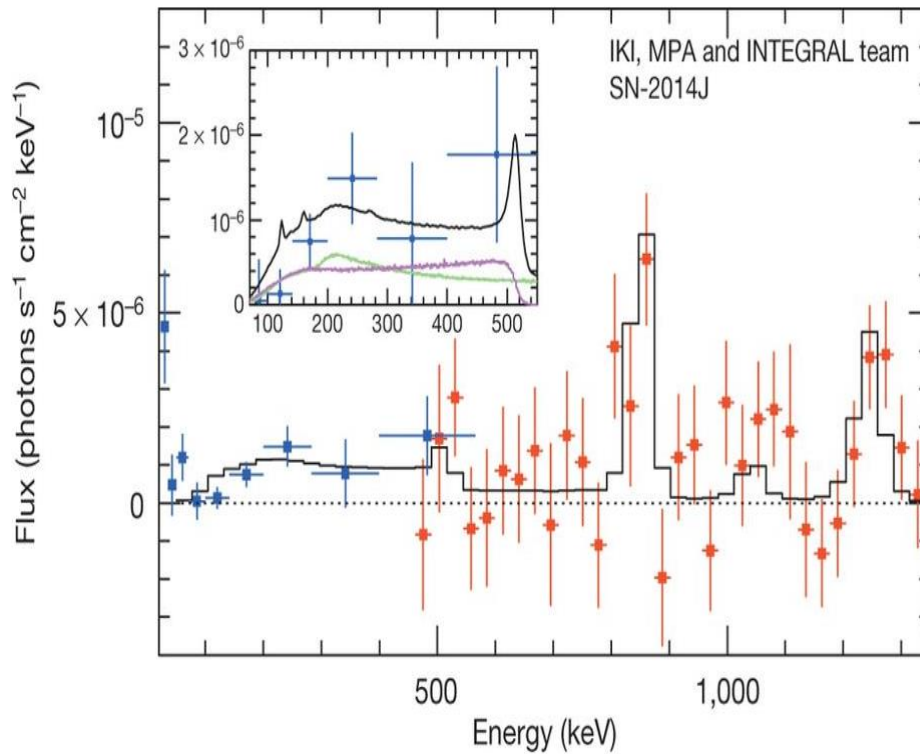 3 × 10⁻⁶
2 × 10⁻⁶
10⁻⁶
0
100 200 300 400 500
IKI, MPA and INTEGRAL team
SN-2014J
10⁻⁵
5 × 10⁻⁶
0
Flux (photons s⁻¹ cm⁻² keV⁻¹)
500 1,000
Energy (keV)